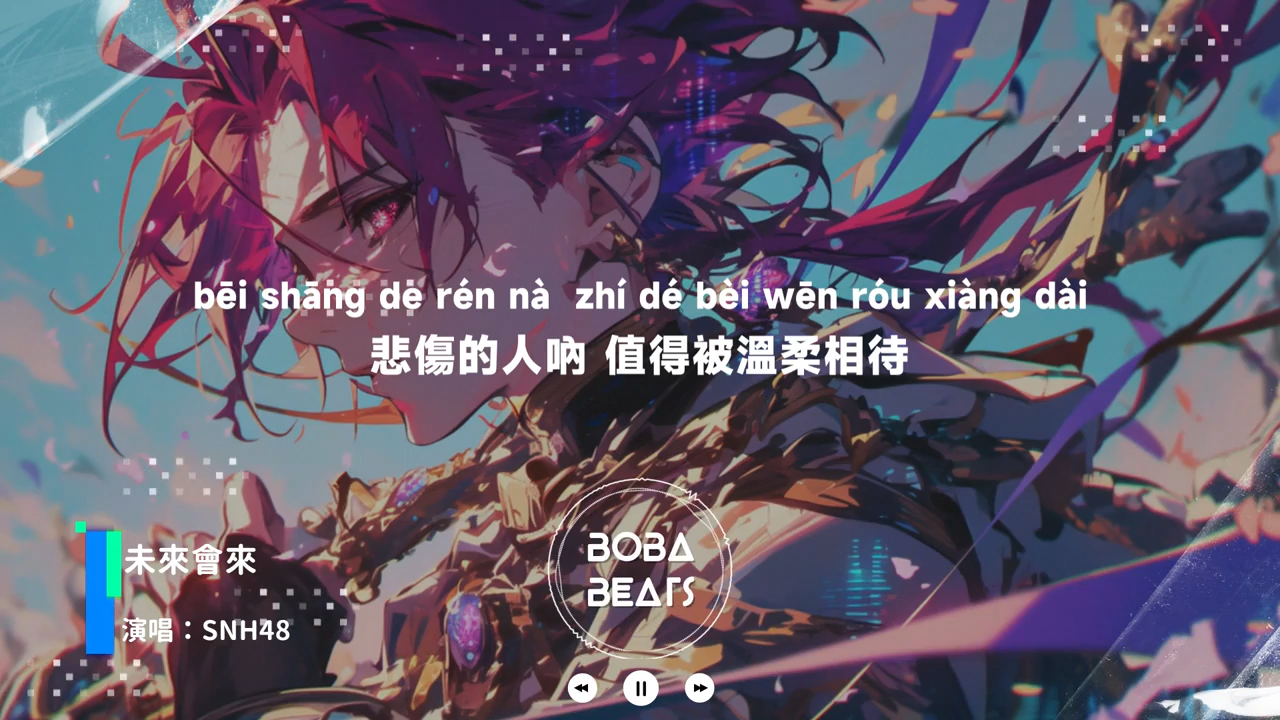 bēi shāng de rén nà  zhí dé bèi wēn róu xiàng dài
悲傷的人吶 值得被溫柔相待
BOBA
BEATS
未來會來
演唱：SNH48